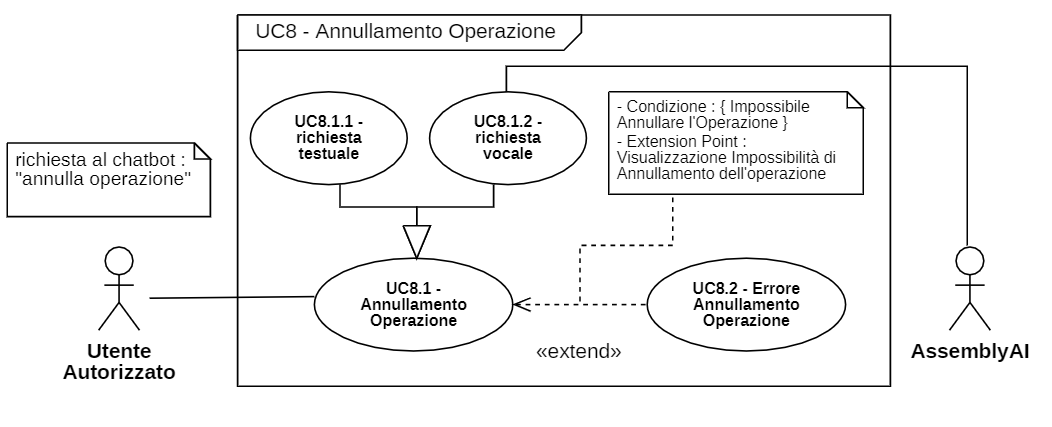 UC8 - Annullamento Operazione
UC8.1.1 -
richiesta
testuale
UC8.1.2 -
richiesta
vocale
- Condizione : { Impossibile
Annullare l'Operazione }
- Extension Point :
Visualizzazione Impossibilità di
Annullamento dell'operazione
richiesta al chatbot :
"annulla operazione"
UC8.1 -
Annullamento
Operazione
UC8.2 - Errore
Annullamento
Operazione
«extend»
Utente
Autorizzato
AssemblyAI